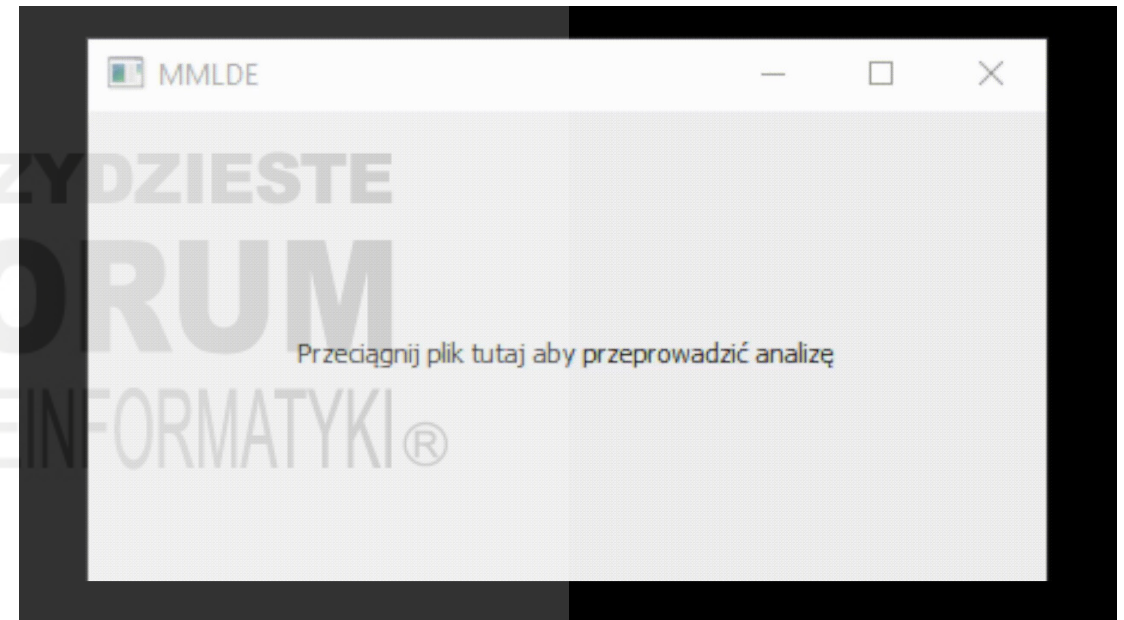 MMLDE
ZYDZIESTE
ORUM
Przeciągnij plik tutaj aby przeprowadzić analizę
EINFORMATYKI®